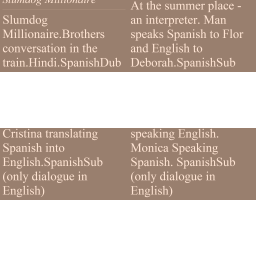 Slumdog Millionaire
Slumdog
Millionaire.Brothers
conversation in the
train.Hindi.SpanishDub
At the summer place -
an interpreter. Man
speaks Spanish to Flor
and English to
Deborah.SpanishSub
Cristina translating
Spanish into
English.SpanishSub
(only dialogue in
English)
speaking English.
Monica Speaking
Spanish. SpanishSub
(only dialogue in
English)